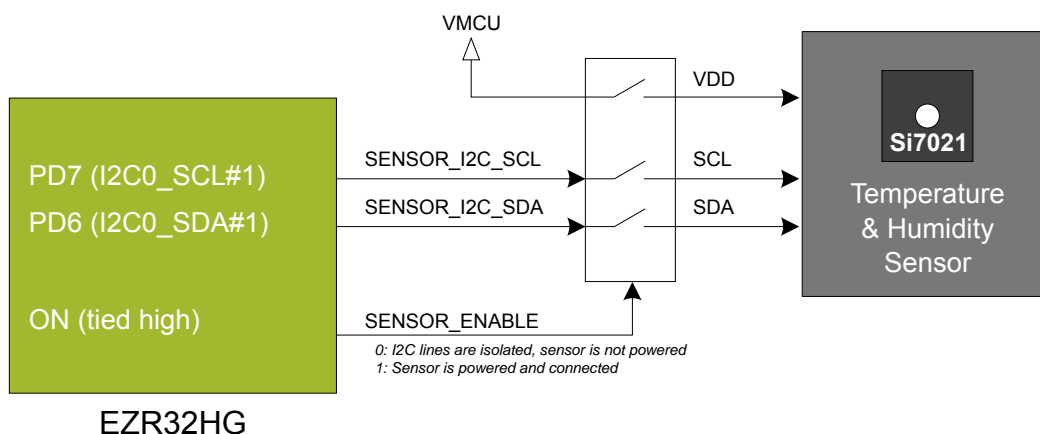 VMCU
VDD
Si7021
PD7 (I2C0_SCL#1)
SENSOR_I2C_SCL
SCL
PD6 (I2C0_SDA#1)
SENSOR_I2C_SDA
SDA
Temperature
& Humidity
Sensor
ON (tied high)
SENSOR_ENABLE
0: I2C lines are isolated, sensor is not powered
1: Sensor is powered and connected
EZR32HG